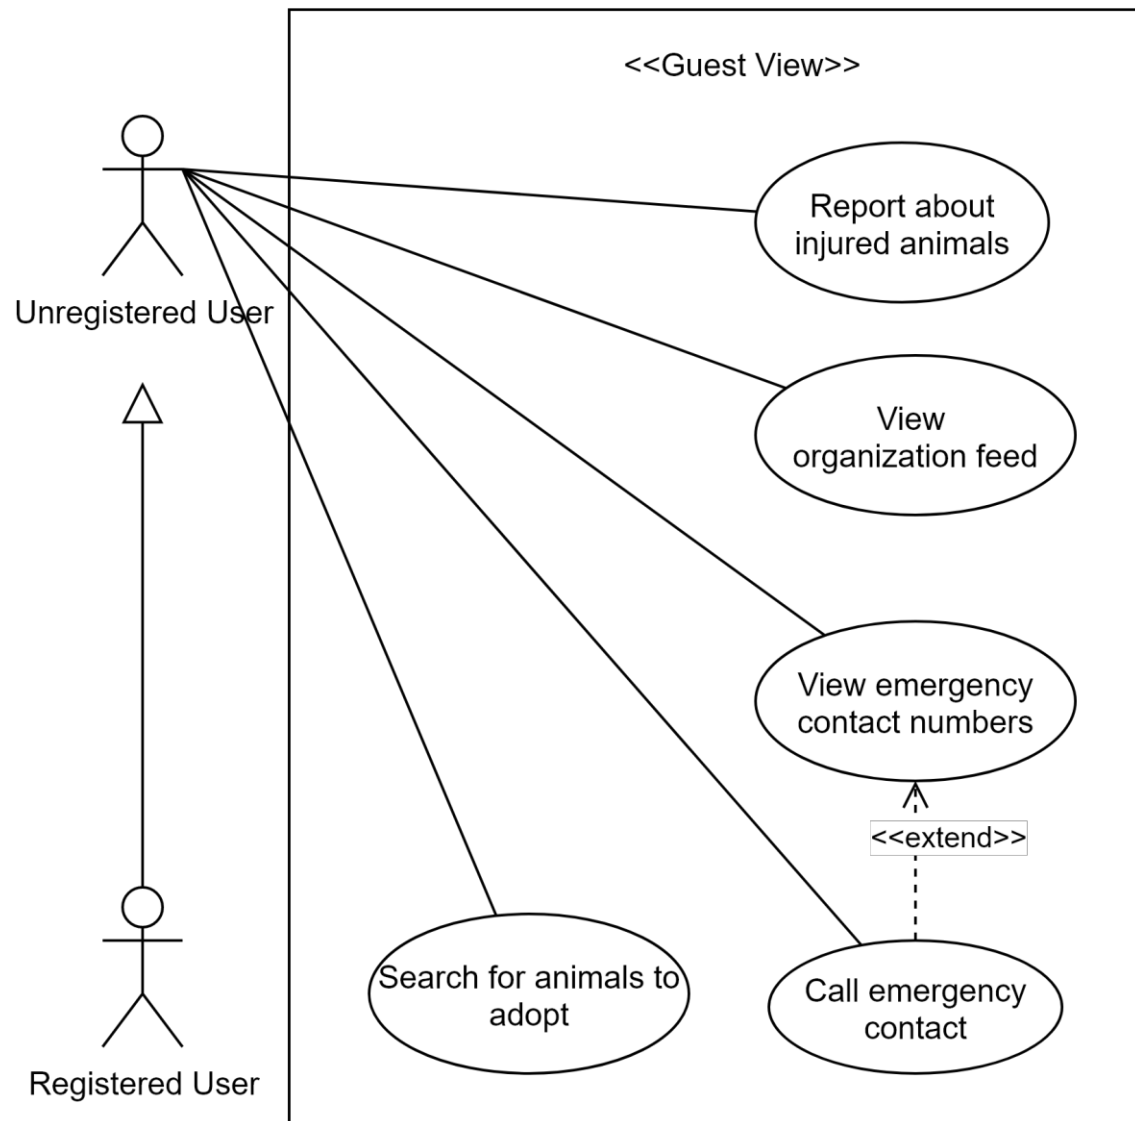 <<Guest View>>
Report about
injured animals
Unregistered User
View
organization feed
View emergency
contact numbers
<<extend>>
Search for animals to
adopt
Call emergency
contact
Registered User